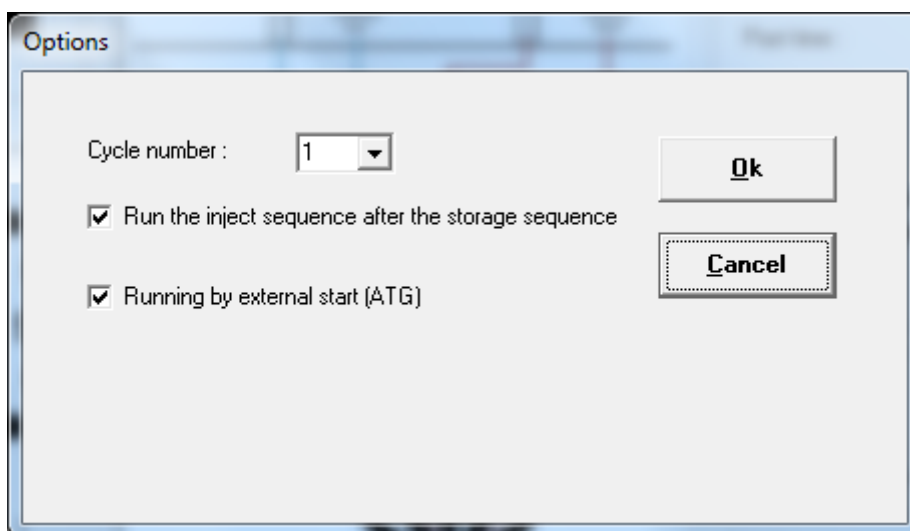 Options
Cycle number :
1
Ok
Run the inject sequence after the storage sequence
Cancel
Running by external start (ATG)